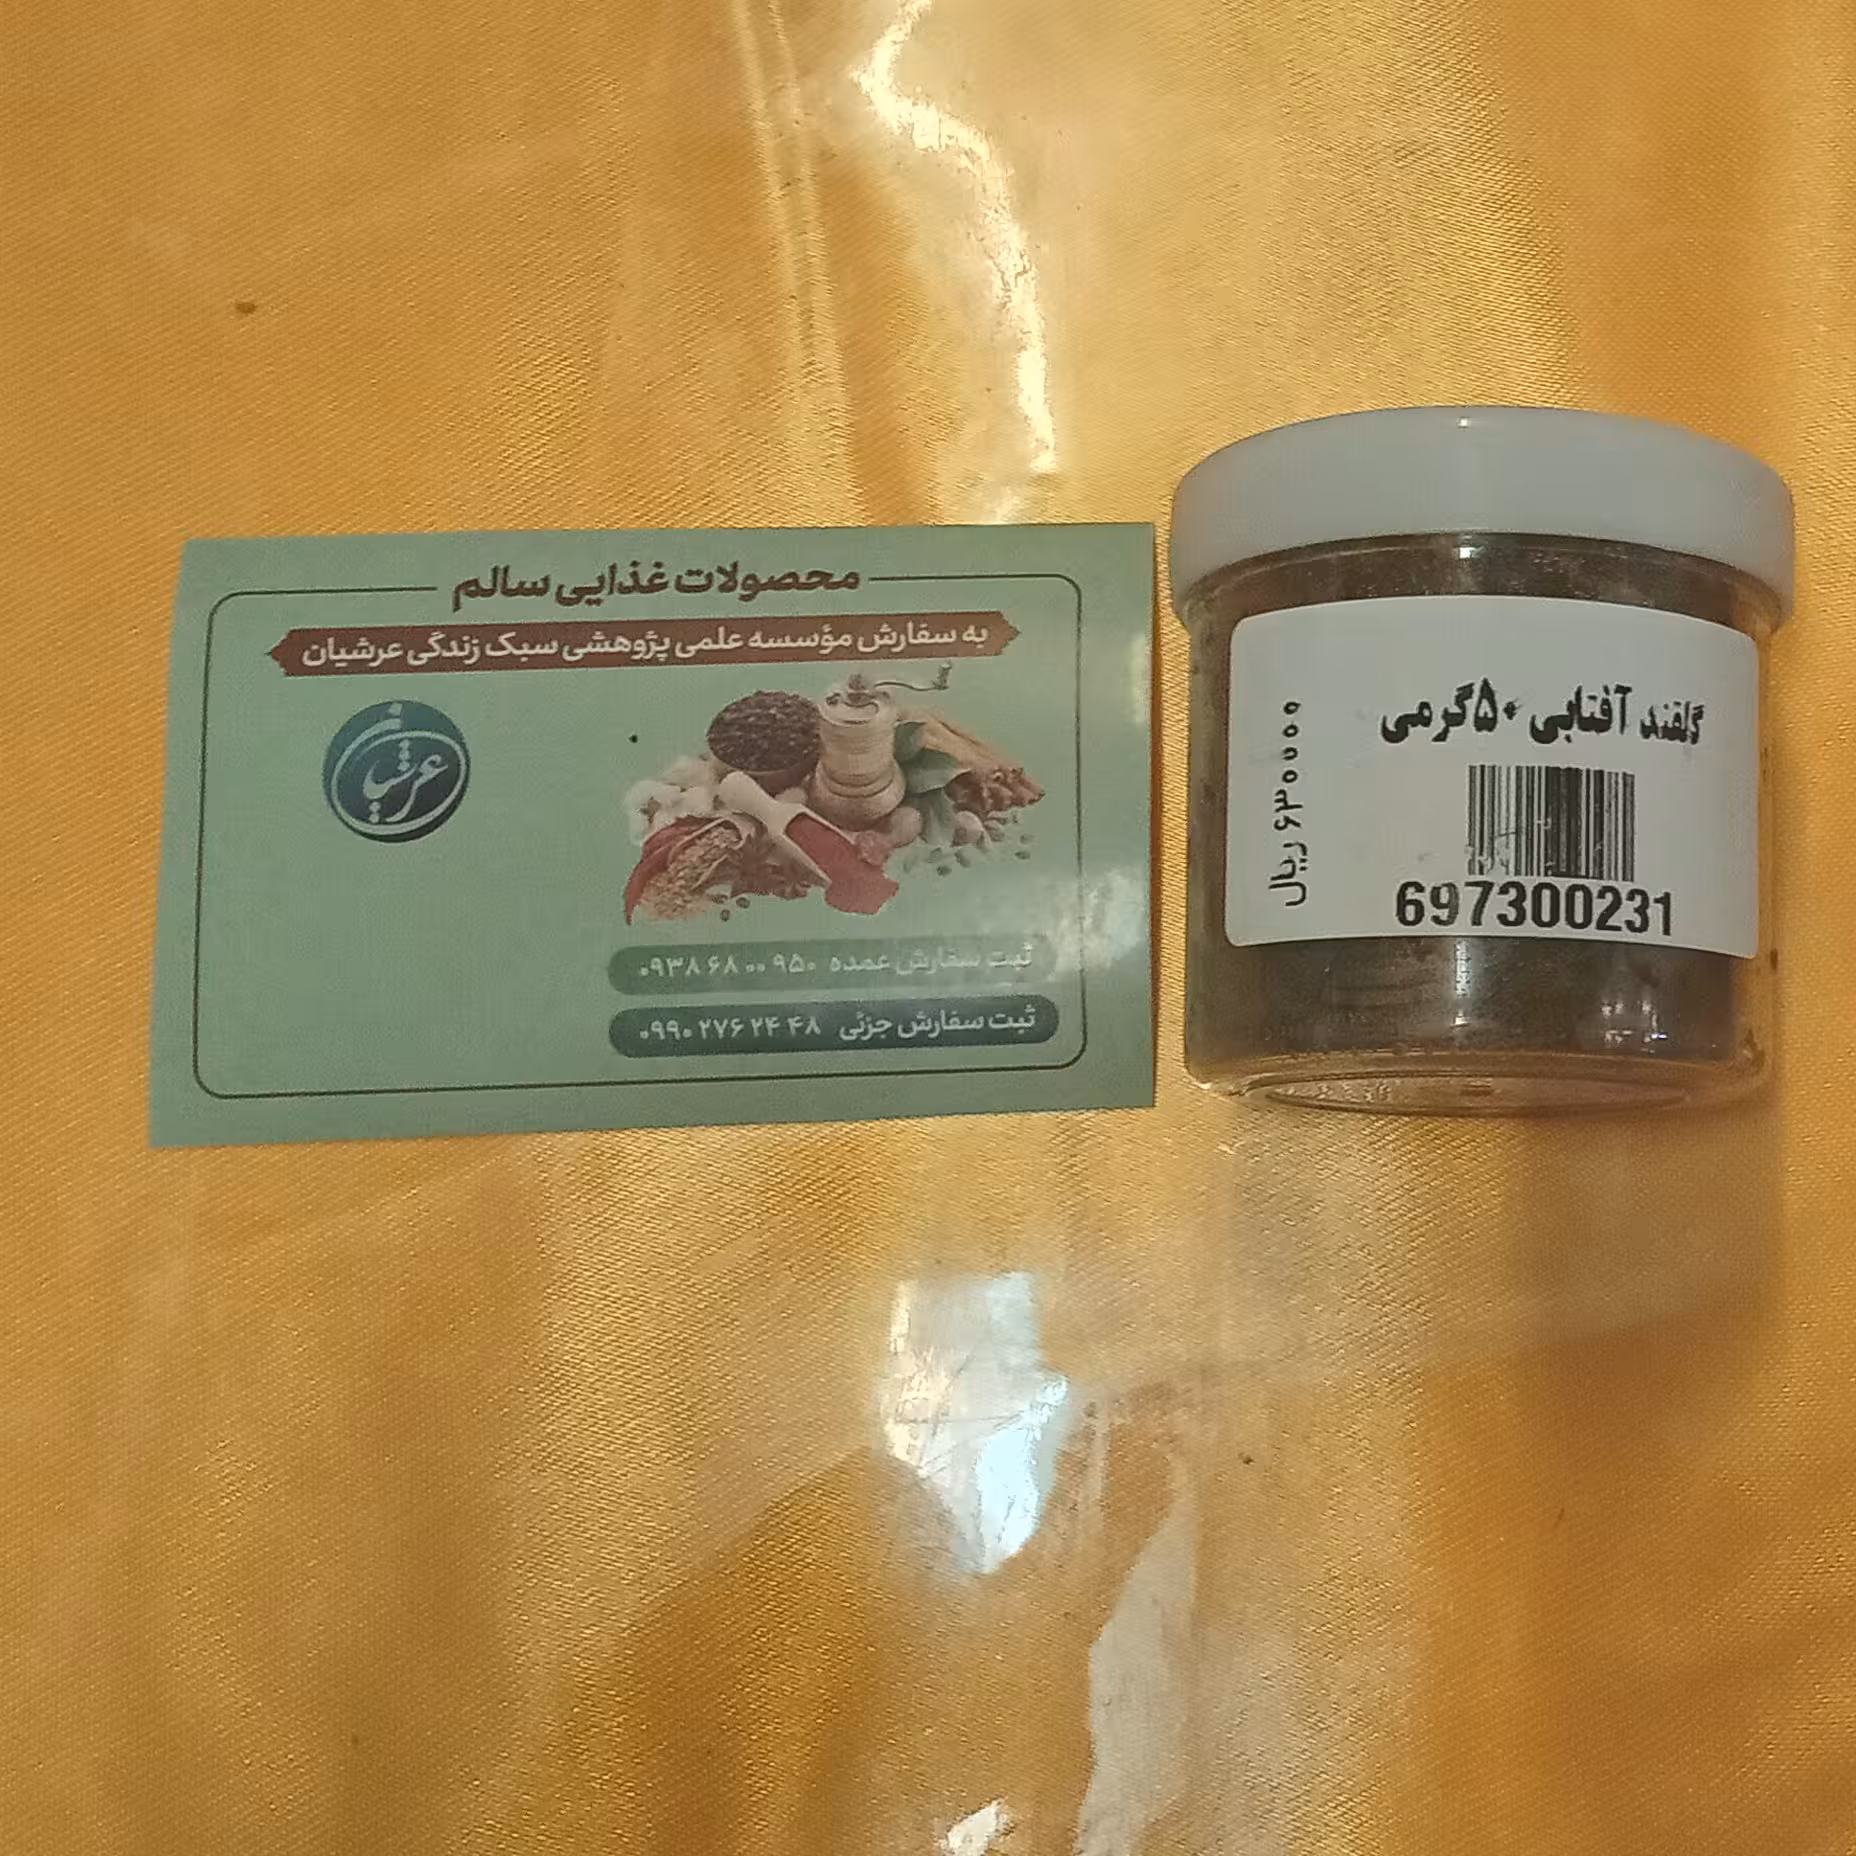 محصولات غذایی سالم
به سفارش مؤسسه علمی پژوهشی سبک زندگی عرشیان
عرشیان
ثبت سفارش عمده ۰۹۳۸ ۶۸ ۰۰ ۹۵۰
ثبت سفارش جزئی ۰۹۹۰ ۲۷۶ ۲۴ ۴۸
گلقند آفتابی ۵۰گرمی
697300231
۶۳۰۰۰۰ ریال